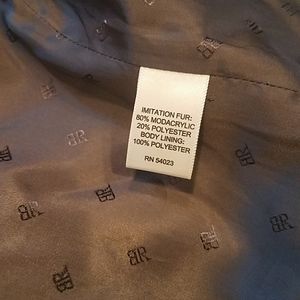 IMITATION FUR:
80% MODACRYLIC
20% POLYESTER
BODY LINING:
100% POLYESTER
RN 54023